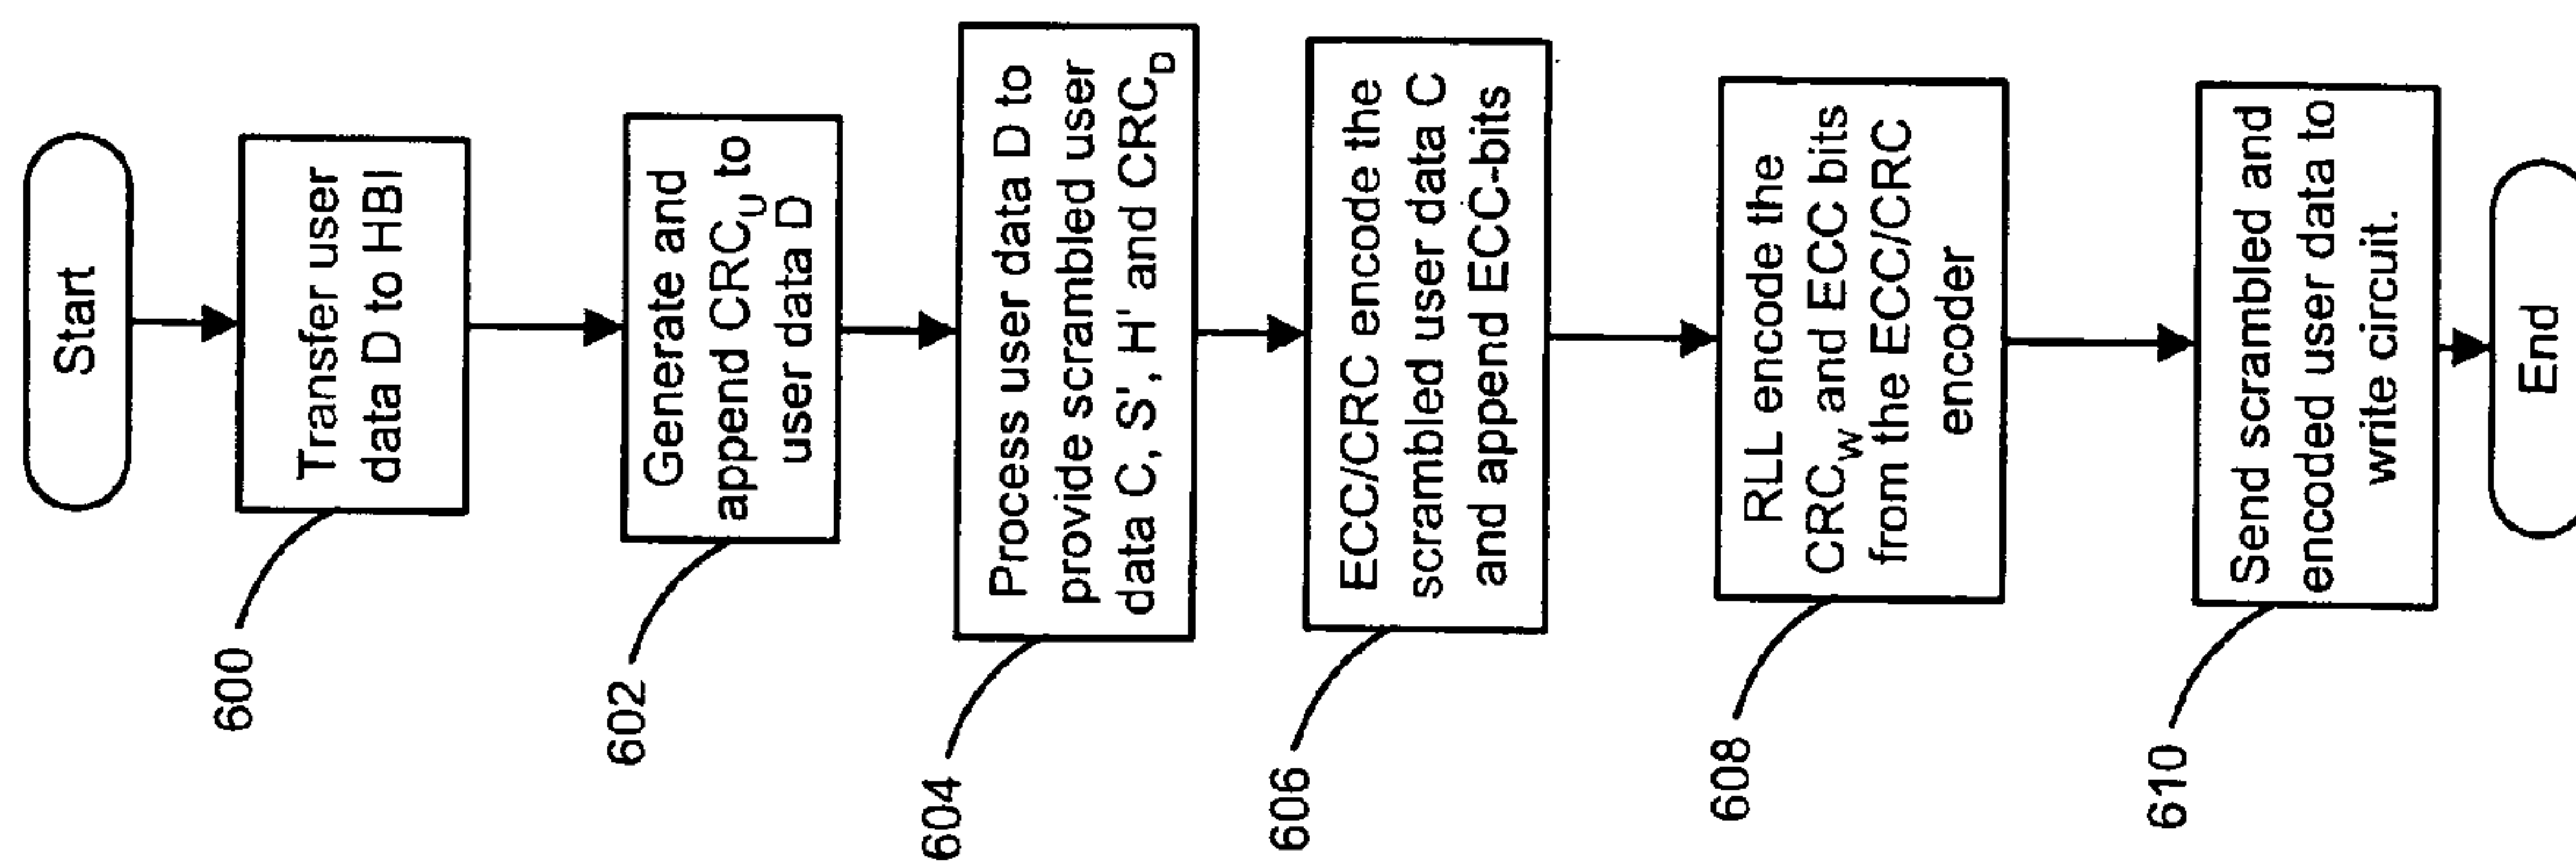 Start
600
Transfer user
data D to HBI
602
Generate and
append CRC_U to
user data D
604
Process user data D to
provide scrambled user
data C, S', H' and CRC_D
606
ECC/CRC encode the
scrambled user data C
and append ECC-bits
608
RLL encode the
CRC_W and ECC bits
from the ECC/CRC
encoder
610
Send scrambled and
encoded user data to
write circuit.
End